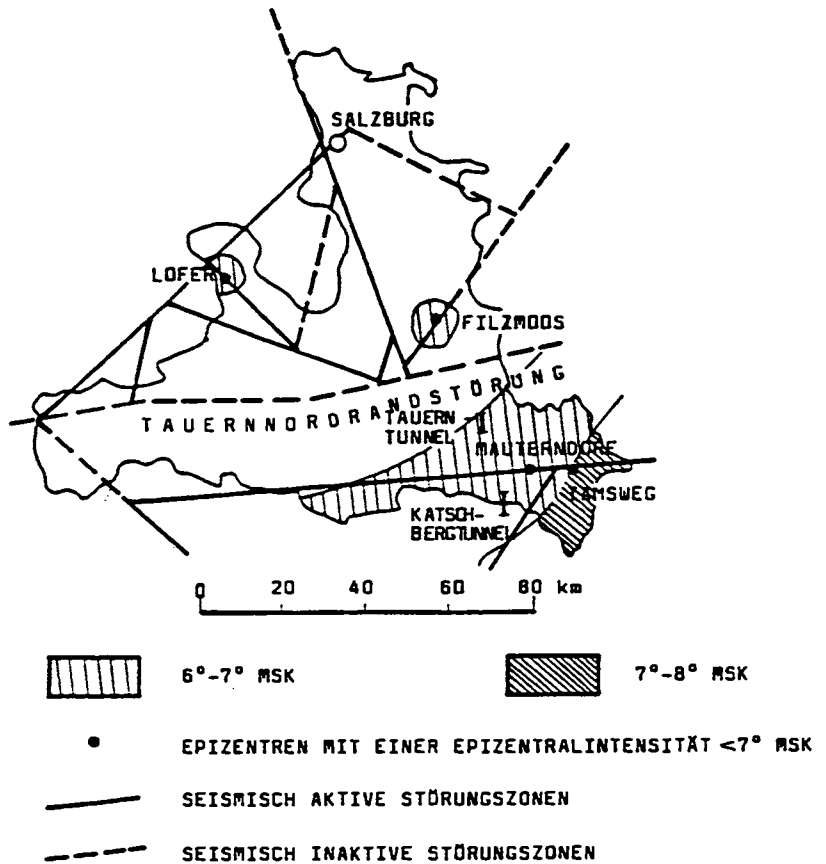 SALZBURG
LOFER
FILZMOOS
TAUERNNORDRANDSTÖRUNG
TAUERN
TUNNEL
MAUTERNDORF
TAMSWEG
KATSCH-
BERGTUNNEL
0 20 40 60 80 km
6°-7° MSK
7°-8° MSK
EPIZENTREN MIT EINER EPIZENTRALINTENSITÄT <7° MSK
SEISMISCH AKTIVE STÖRUNGSZONEN
SEISMISCH INAKTIVE STÖRUNGSZONEN